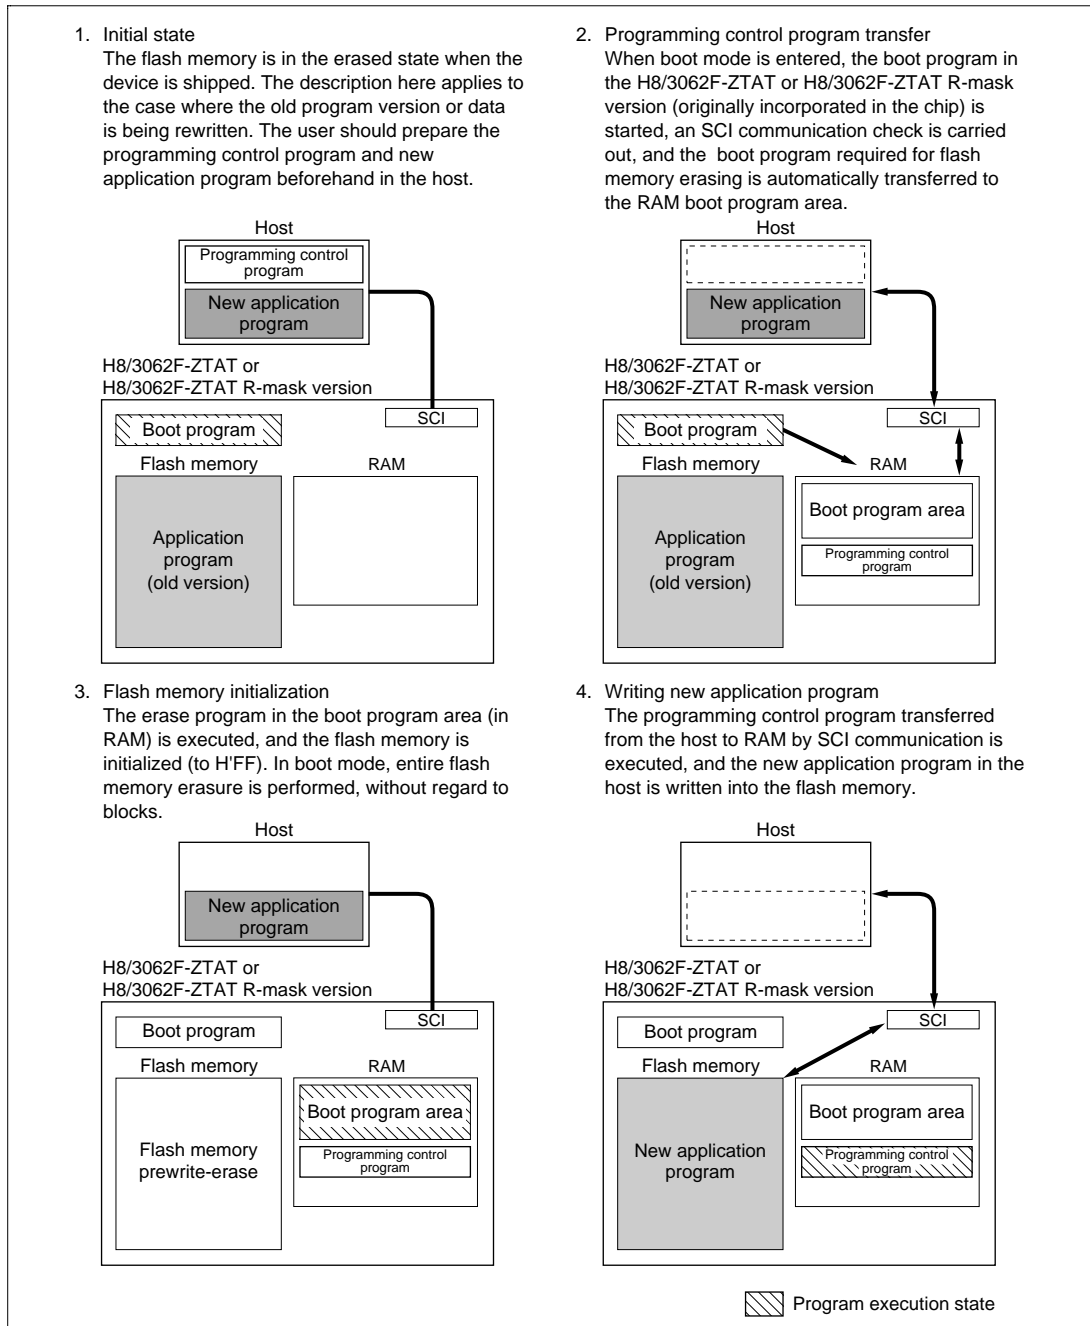 1. Initial state
The flash memory is in the erased state when the
device is shipped. The description here applies to
the case where the old program version or data
is being rewritten. The user should prepare the
programming control program and new
application program beforehand in the host.
Host
Programming control
program
New application
program
H8/3062F-ZTAT or
H8/3062F-ZTAT R-mask version
SCI
Boot program
Flash memory
RAM
Application
program
(old version)
2. Programming control program transfer
When boot mode is entered, the boot program in
the H8/3062F-ZTAT or H8/3062F-ZTAT R-mask
version (originally incorporated in the chip) is
started, an SCI communication check is carried
out, and the  boot program required for flash
memory erasing is automatically transferred to
the RAM boot program area.
Host
New application
program
H8/3062F-ZTAT or
H8/3062F-ZTAT R-mask version
SCI
Boot program
Flash memory
RAM
Boot program area
Application
program
(old version)
Programming control
program
3. Flash memory initialization
The erase program in the boot program area (in
RAM) is executed, and the flash memory is
initialized (to H'FF). In boot mode, entire flash
memory erasure is performed, without regard to
blocks.
Host
New application
program
H8/3062F-ZTAT or
H8/3062F-ZTAT R-mask version
SCI
Boot program
Flash memory
RAM
Boot program area
Flash memory
prewrite-erase
Programming control
program
4. Writing new application program
The programming control program transferred
from the host to RAM by SCI communication is
executed, and the new application program in the
host is written into the flash memory.
Host
H8/3062F-ZTAT or
H8/3062F-ZTAT R-mask version
SCI
Boot program
Flash memory
RAM
Boot program area
New application
program
Programming control
program
Program execution state